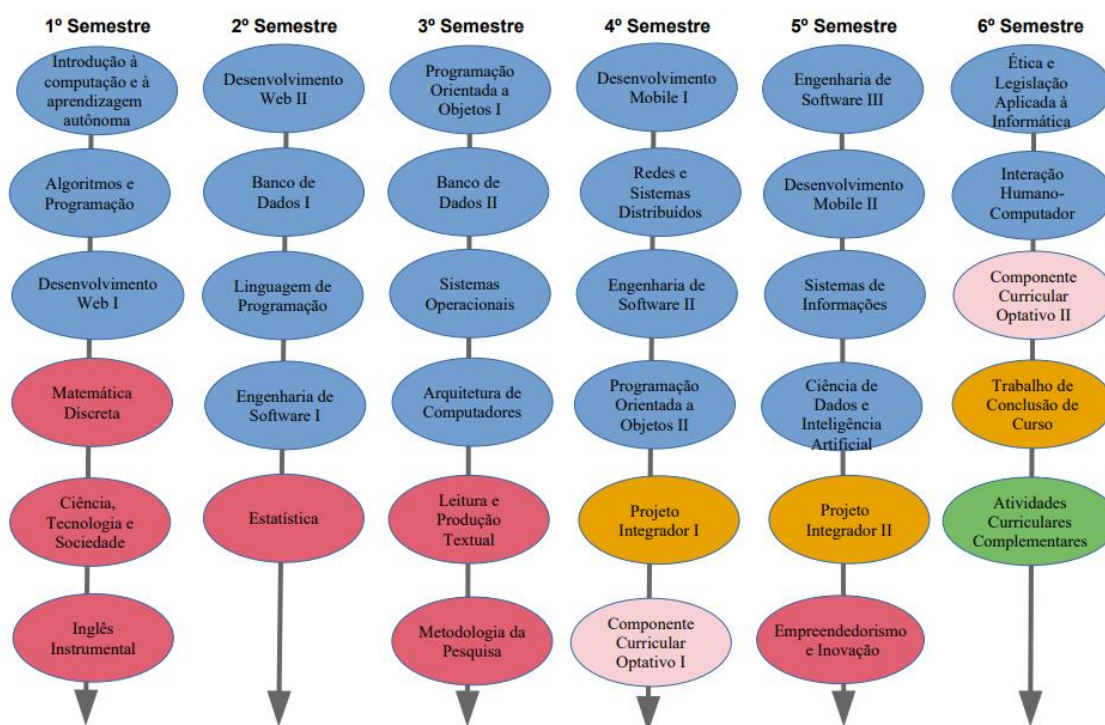 1º Semestre
Introdução à
computação e à
aprendizagem
autônoma
Algoritmos e
Programação
Desenvolvimento
Web I
Matemática
Discreta
Ciência,
Tecnologia e
Sociedade
Inglês
Instrumental
2º Semestre
Desenvolvimento
Web II
Banco de
Dados I
Linguagem de
Programação
Engenharia de
Software I
Estatística
3º Semestre
Programação
Orientada a
Objetos I
Banco de
Dados II
Sistemas
Operacionais
Arquitetura de
Computadores
Leitura e
Produção
Textual
Metodologia da
Pesquisa
4º Semestre
Desenvolvimento
Mobile I
Redes e
Sistemas
Distribuídos
Engenharia de
Software II
Programação
Orientada a
Objetos II
Projeto
Integrador I
Componente
Curricular
Optativo I
5º Semestre
Engenharia de
Software III
Desenvolvimento
Mobile II
Sistemas de
Informações
Ciência de
Dados e
Inteligência
Artificial
Projeto
Integrador II
Empreendedorismo
e Inovação
6º Semestre
Ética e
Legislação
Aplicada à
Informática
Interação
Humano-
Computador
Componente
Curricular
Optativo II
Trabalho de
Conclusão de
Curso
Atividades
Curriculares
Complementares